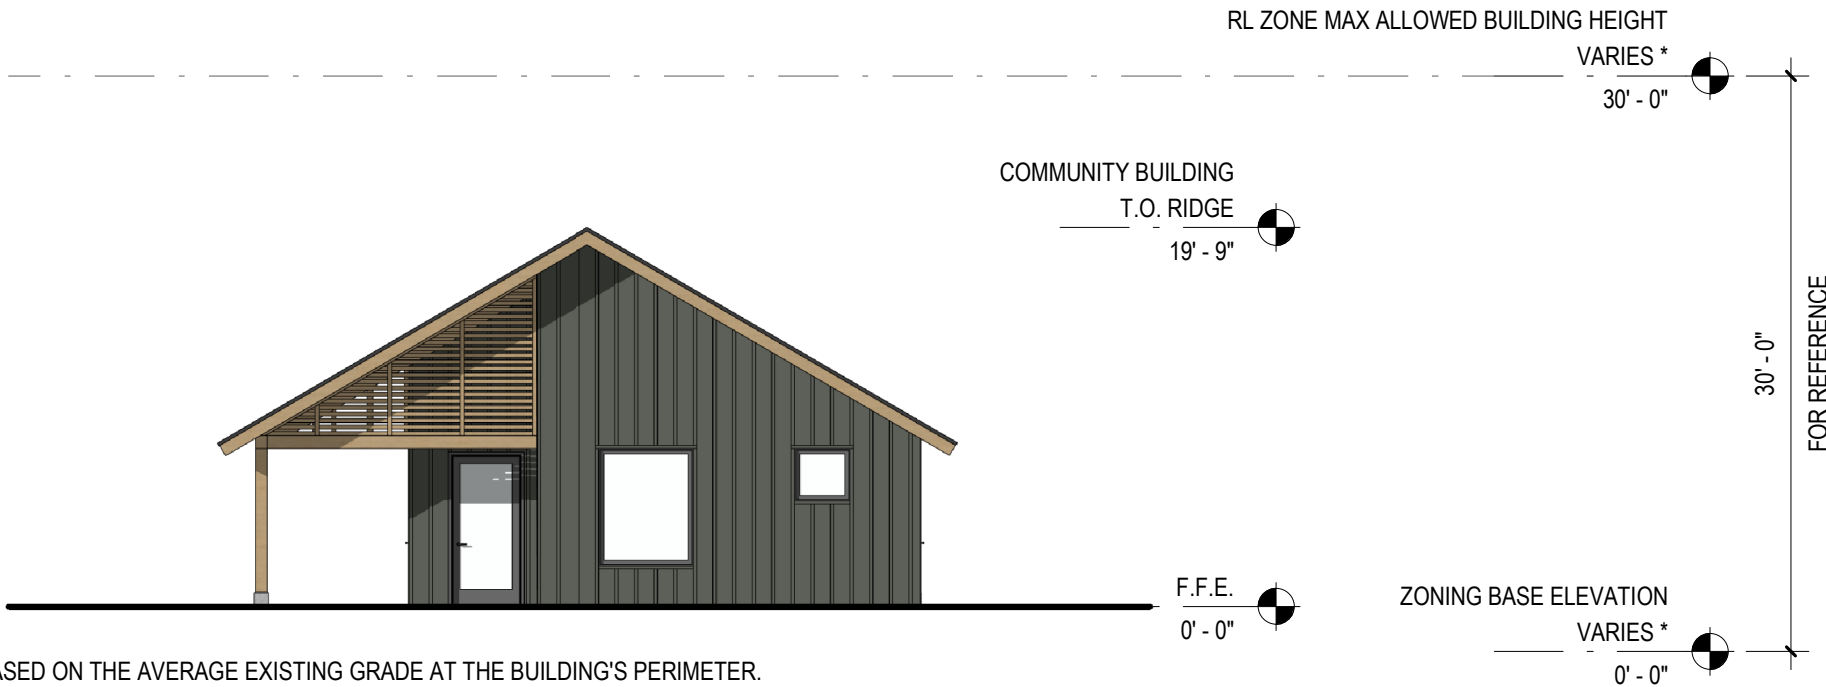 RL ZONE MAX ALLOWED BUILDING HEIGHT
VARIES *
30' - 0"
COMMUNITY BUILDING
T.O. RIDGE
19' - 9"
30' - 0"
FOR REFERENCE
F.F.E.
0' - 0"
ZONING BASE ELEVATION
VARIES *
0' - 0"
ON THE AVERAGE EXISTING GRADE AT THE BUILDING'S PERIMETER.